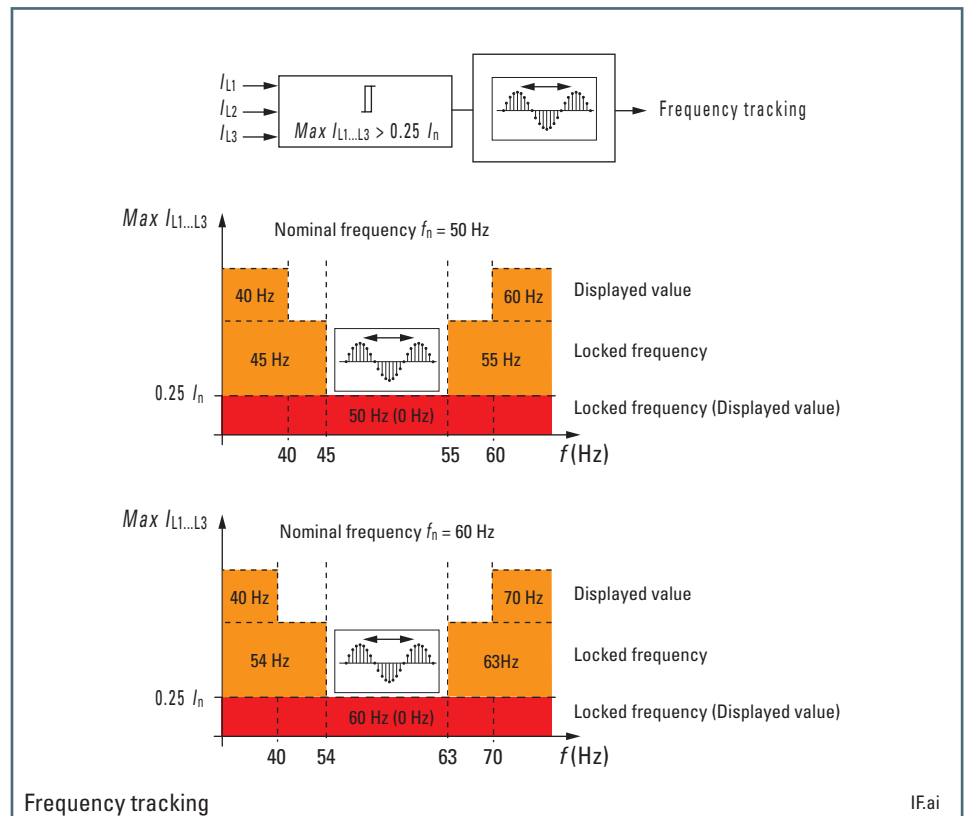 IL1
IL2
IL3
Max IL1...L3 > 0.25 In
Frequency tracking
Max IL1...L3
Nominal frequency fn = 50 Hz
40 Hz
60 Hz
Displayed value
45 Hz
55 Hz
Locked frequency
0.25 In
50 Hz (0 Hz)
Locked frequency (Displayed value)
40 45 55 60 f (Hz)
Max IL1...L3
Nominal frequency fn = 60 Hz
40 Hz
70 Hz
Displayed value
54 Hz
63Hz
Locked frequency
0.25 In
60 Hz (0 Hz)
Locked frequency (Displayed value)
40 54 63 70 f (Hz)
Frequency tracking
IF.ai